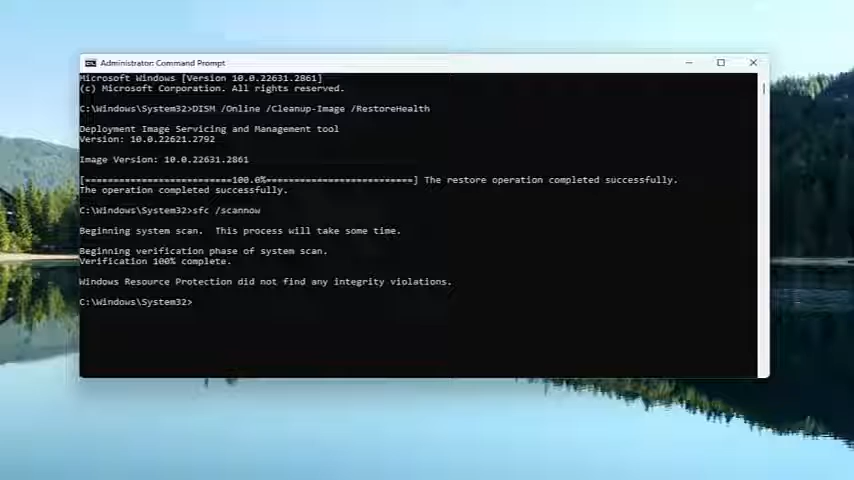 Administrator: Command Prompt
Microsoft Windows [Version 10.0.22631.2861]
(c) Microsoft Corporation. All rights reserved.
C:\Windows\System32>DISM /Online /Cleanup-Image /RestoreHealth
Deployment Image Servicing and Management tool
Version: 10.0.22621.2792
Image Version: 10.0.22631.2861
[==========================100.0%==========================] The restore operation completed successfully.
The operation completed successfully.
C:\Windows\System32>sfc /scannow
Beginning system scan.  This process will take some time.
Beginning verification phase of system scan.
Verification 100% complete.
Windows Resource Protection did not find any integrity violations.
C:\Windows\System32>